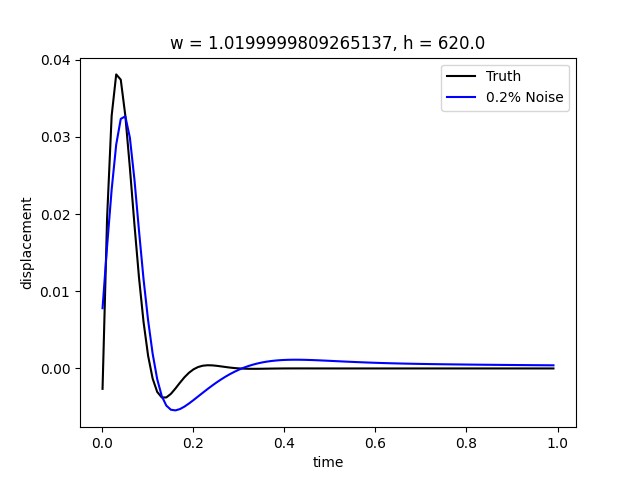 w = 1.0199999809265137, h = 620.0
Truth
0.2% Noise
displacement
0.04
0.03
0.02
0.01
0.00
0.0 0.2 0.4 0.6 0.8 1.0
time